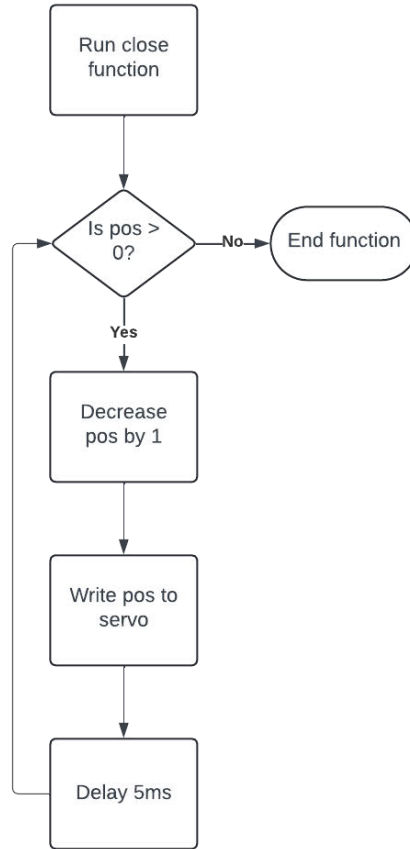 Run close
function
Is pos >
0?
No
End function
Yes
Decrease
pos by 1
Write pos to
servo
Delay 5ms